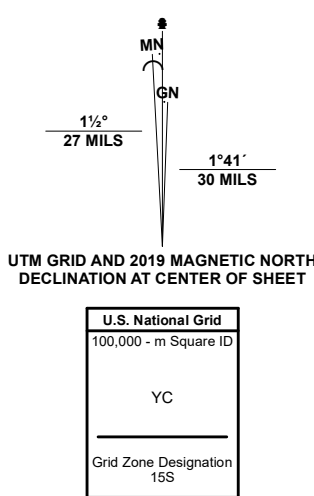 MN
GN
1½°
27 MILS
1°41´
30 MILS
UTM GRID AND 2019 MAGNETIC NORTH
DECLINATION AT CENTER OF SHEET
U.S. National Grid
100,000 - m Square ID
YC
Grid Zone Designation
15S